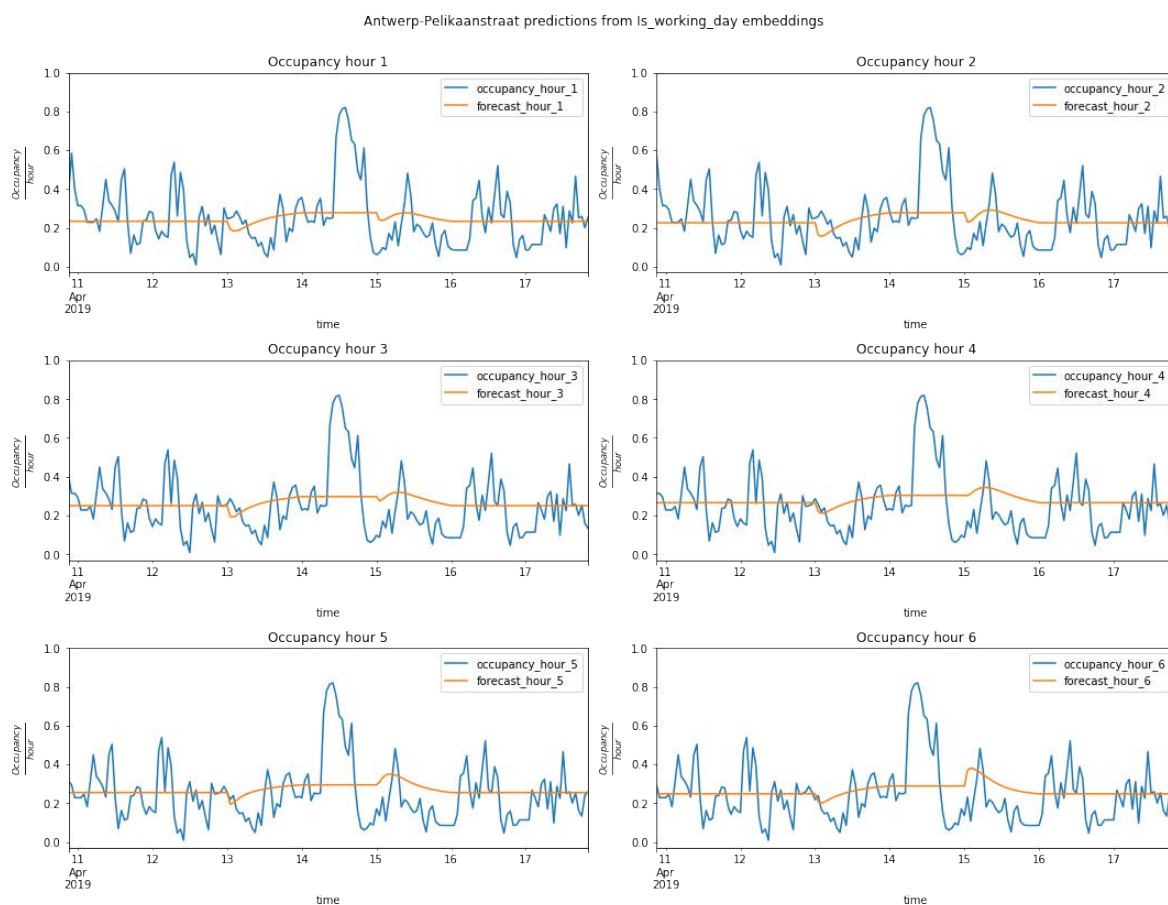 Antwerp-Pelikaanstraat predictions from Is_working_day embeddings
Occupancy hour 1
occupancy_hour_1
forecast_hour_1
1.0
0.8
0.6
0.4
0.2
0.0
Occupancy
hour
11 12 13 14 15 16 17
Apr
2019
time
Occupancy hour 2
occupancy_hour_2
forecast_hour_2
1.0
0.8
0.6
0.4
0.2
0.0
Occupancy
hour
11 12 13 14 15 16 17
Apr
2019
time
Occupancy hour 3
occupancy_hour_3
forecast_hour_3
1.0
0.8
0.6
0.4
0.2
0.0
Occupancy
hour
11 12 13 14 15 16 17
Apr
2019
time
Occupancy hour 4
occupancy_hour_4
forecast_hour_4
1.0
0.8
0.6
0.4
0.2
0.0
Occupancy
hour
11 12 13 14 15 16 17
Apr
2019
time
Occupancy hour 5
occupancy_hour_5
forecast_hour_5
1.0
0.8
0.6
0.4
0.2
0.0
Occupancy
hour
11 12 13 14 15 16 17
Apr
2019
time
Occupancy hour 6
occupancy_hour_6
forecast_hour_6
1.0
0.8
0.6
0.4
0.2
0.0
Occupancy
hour
11 12 13 14 15 16 17
Apr
2019
time